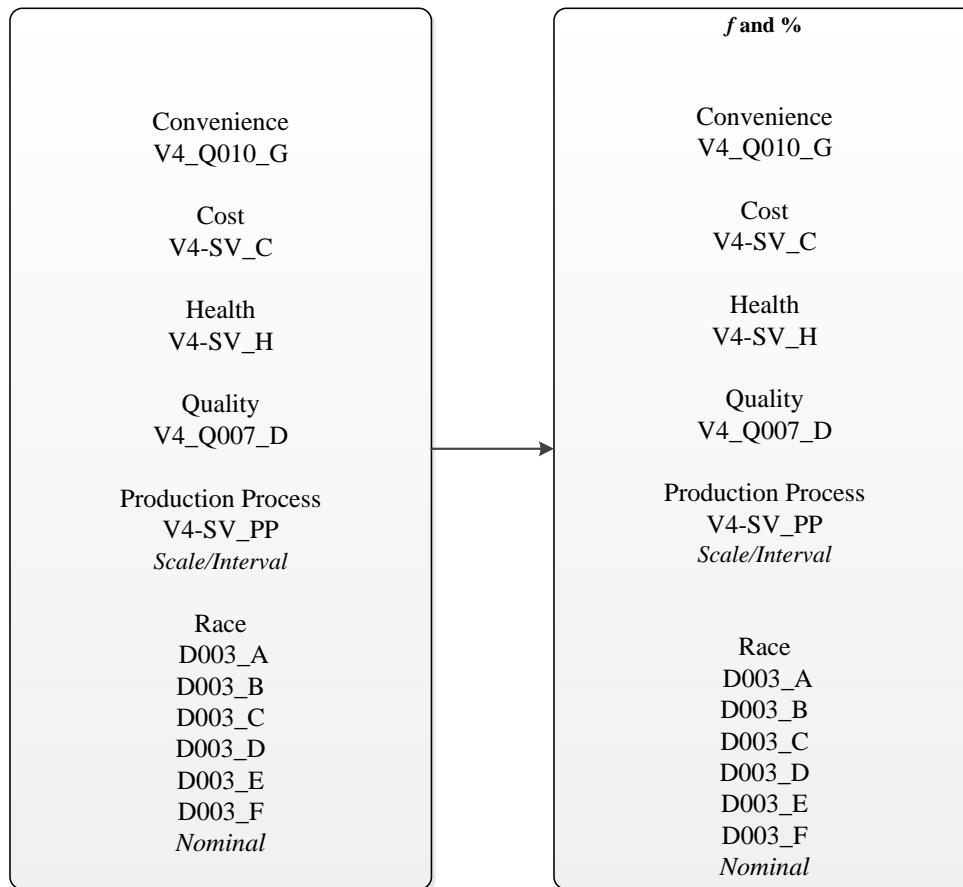 Convenience
V4_Q010_G
Cost
V4-SV_C
Health
V4-SV_H
Quality
V4_Q007_D
Production Process
V4-SV_PP
Scale/Interval
Race
D003_A
D003_B
D003_C
D003_D
D003_E
D003_F
Nominal
f and %
Convenience
V4_Q010_G
Cost
V4-SV_C
Health
V4-SV_H
Quality
V4_Q007_D
Production Process
V4-SV_PP
Scale/Interval
Race
D003_A
D003_B
D003_C
D003_D
D003_E
D003_F
Nominal